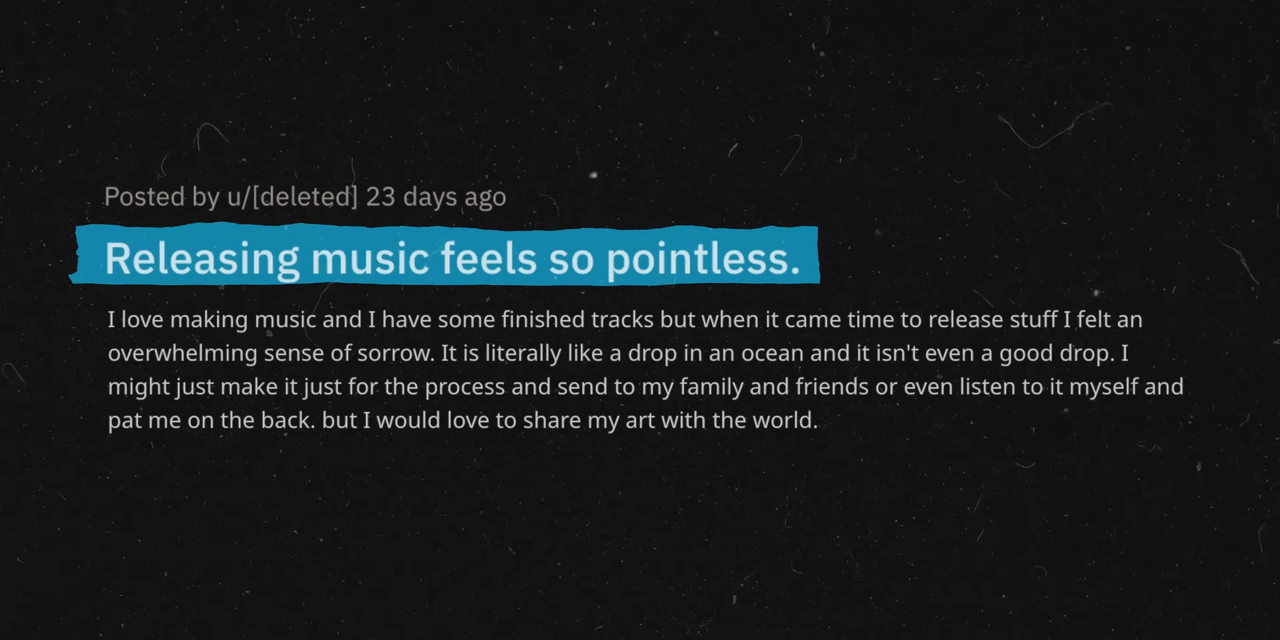 Posted by u/[deleted] 23 days ago
Releasing music feels so pointless.
I love making music and I have some finished tracks but when it came time to release stuff I felt an
overwhelming sense of sorrow. It is literally like a drop in an ocean and it isn't even a good drop. I
might just make it just for the process and send to my family and friends or even listen to it myself and
pat me on the back. but I would love to share my art with the world.